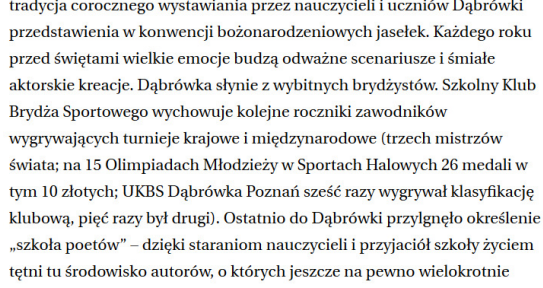 tradycja corocznego wystawiania przez nauczycieli i uczniów Dąbrówki
przedstawienia w konwencji bożonarodzeniowych jasełek. Każdego roku
przed świętami wielkie emocje budzą odważne scenariusze i śmiałe
aktorskie kreacje. Dąbrówka słynie z wybitnych brydżystów. Szkolny Klub
Brydża Sportowego wychowuje kolejne roczniki zawodników
wygrywających turnieje krajowe i międzynarodowe (trzech mistrzów
świata; na 15 Olimpiadach Młodzieży w Sportach Halowych 26 medali w
tym 10 złotych; UKBS Dąbrówka Poznań sześć razy wygrywał klasyfikację
klubową, pięć razy był drugi). Ostatnio do Dąbrówki przylgnęło określenie
„szkoła poetów” – dzięki staraniom nauczycieli i przyjaciół szkoły życiem
tętni tu środowisko autorów, o których jeszcze na pewno wielokrotnie